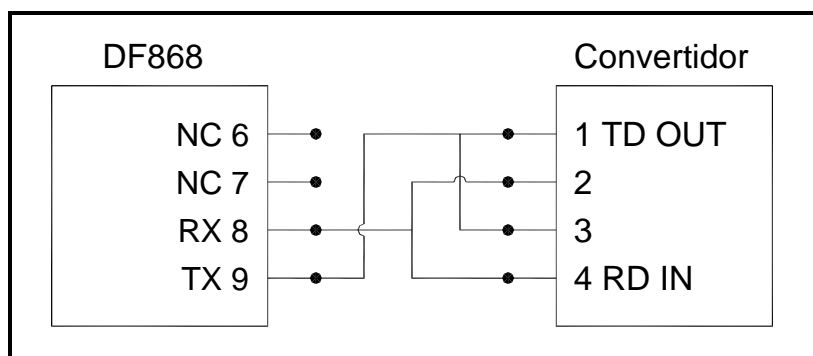 DF868
Convertidor
NC 6
NC 7
RX 8
TX 9
1 TD OUT
2
3
4 RD IN